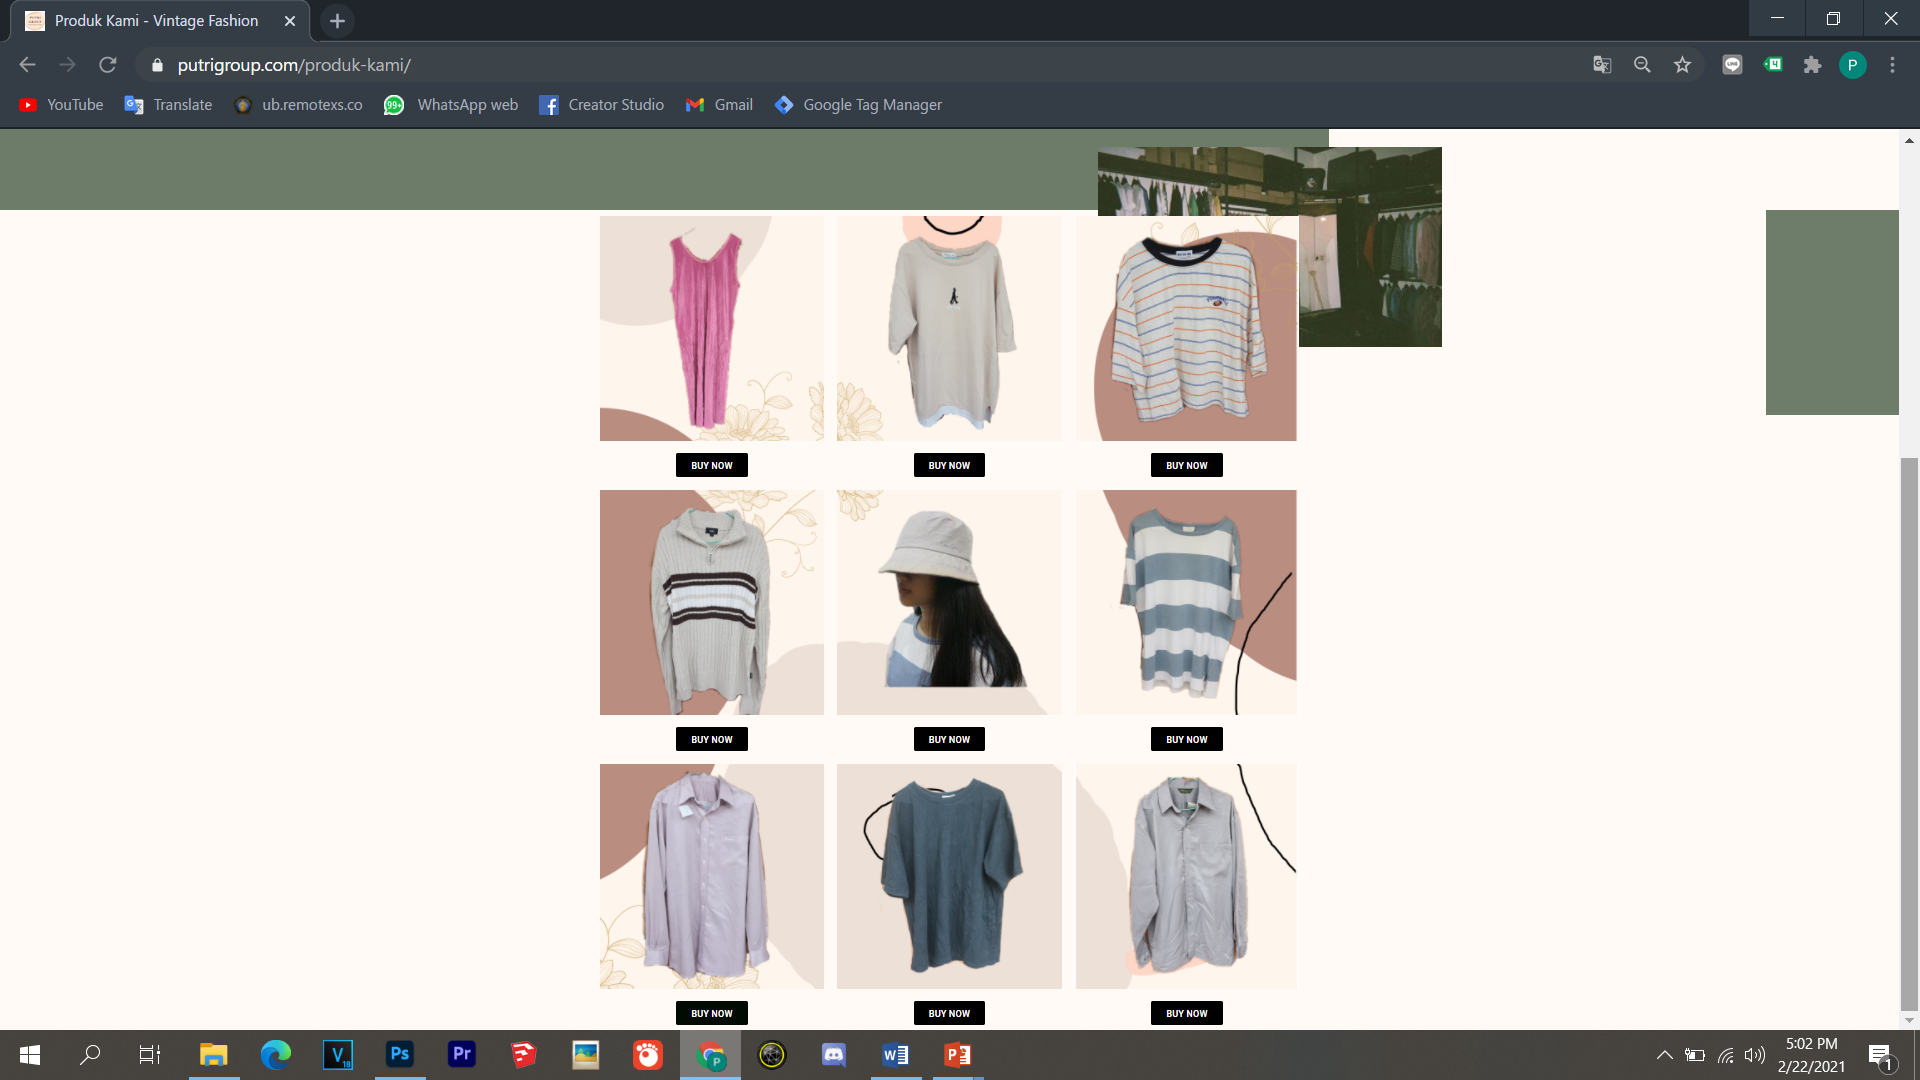 Produk Kami - Vintage Fashion
putrigroup.com/produk-kami/
YouTube
Translate
ub.remotexs.co
99+
WhatsApp web
Creator Studio
Gmail
Google Tag Manager
BUY NOW
BUY NOW
BUY NOW
BUY NOW
BUY NOW
BUY NOW
BUY NOW
BUY NOW
BUY NOW
5:02 PM
2/22/2021
1